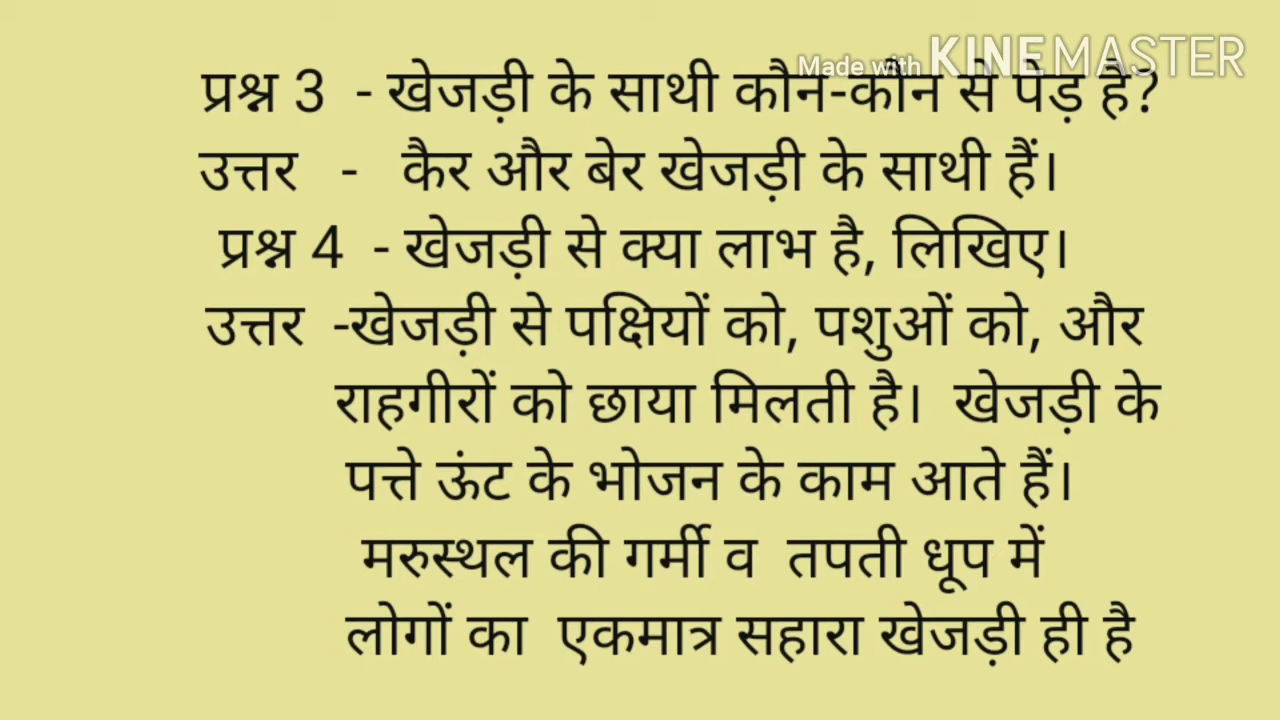 Made with KINEMASTER
प्रश्न 3 - खेजड़ी के साथी कौन-कौन से पेड़ है?
उत्तर - कैर और बेर खेजड़ी के साथी हैं।
प्रश्न 4 - खेजड़ी से क्या लाभ है, लिखिए।
उत्तर -खेजड़ी से पक्षियों को, पशुओं को, और
राहगीरों को छाया मिलती है। खेजड़ी के
पत्ते ऊंट के भोजन के काम आते हैं।
मरुस्थल की गर्मी व तपती धूप में
लोगों का एकमात्र सहारा खेजड़ी ही है